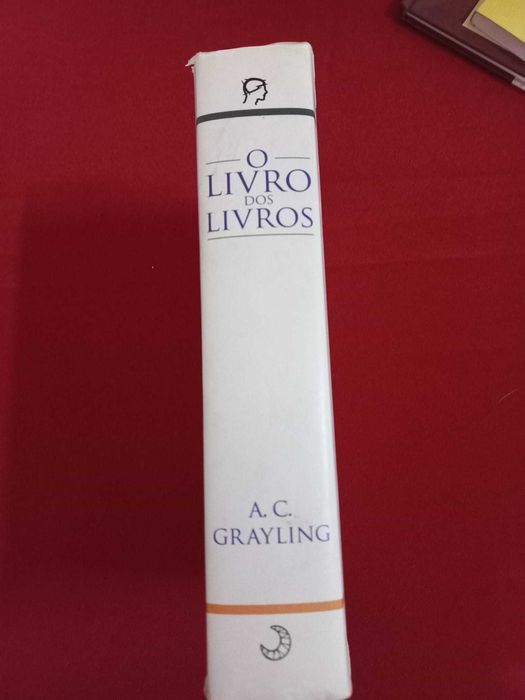 O
LIVRO
DOS
LIVROS
A. C.
GRAYLING